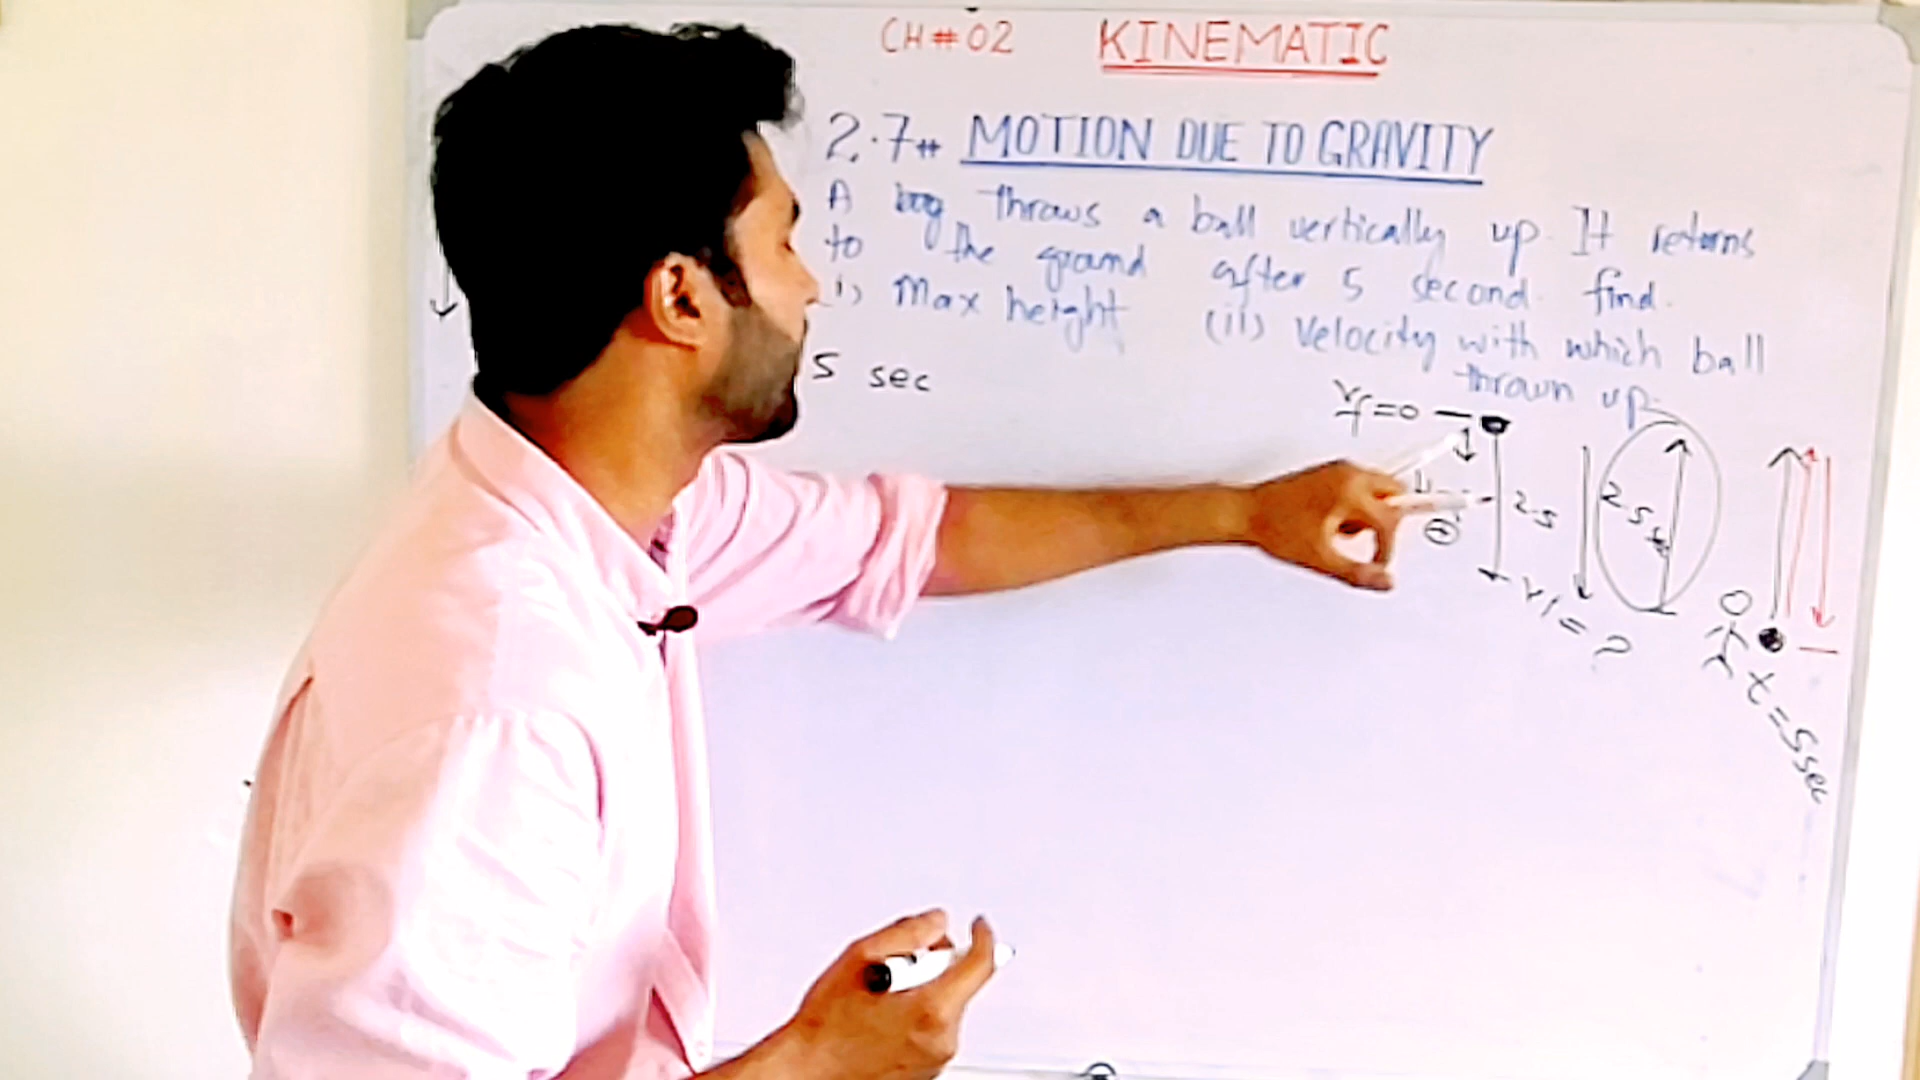 CH # 02 KINEMATIC
2.7# MOTION DUE TO GRAVITY
A boy throws a ball vertically up. It returns
to the ground after 5 second. find.
i) Max height (ii) velocity with which ball
thrown up.
5 sec
vf = 0
2.5
2.5
vi = ?
t = 5sec